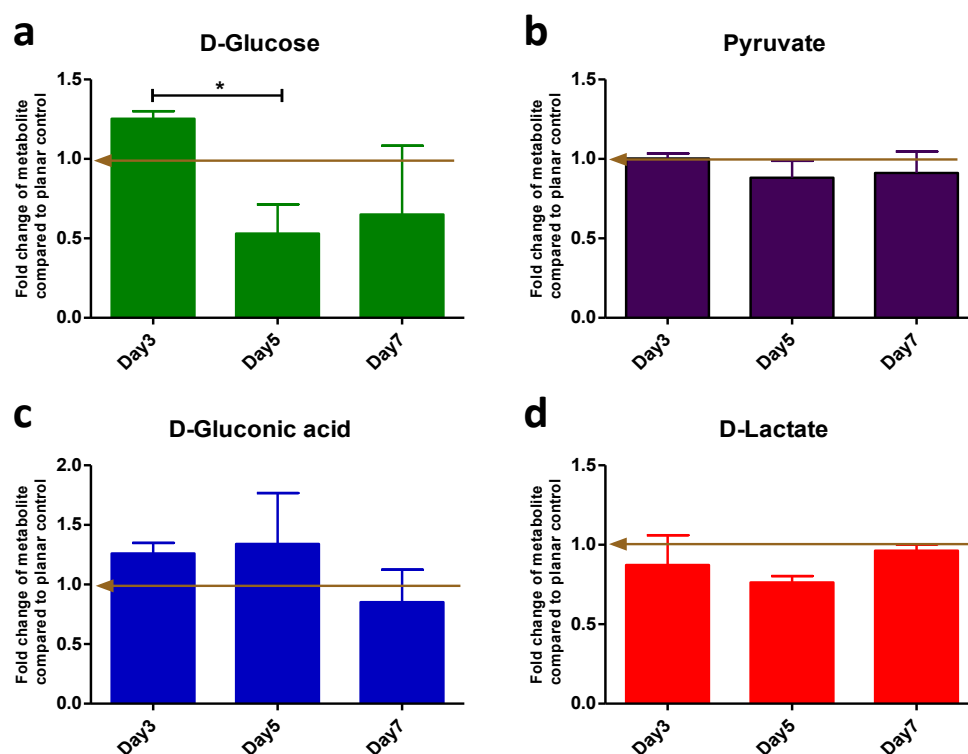 a
D-Glucose
Fold change of metabolite
compared to planar control
1.5
1.0
0.5
0.0
*
Day3
Day5
Day7
b
Pyruvate
Fold change of metabolite
compared to planar control
1.5
1.0
0.5
0.0
Day3
Day5
Day7
c
D-Gluconic acid
Fold change of metabolite
compared to planar control
2.0
1.5
1.0
0.5
0.0
Day3
Day5
Day7
d
D-Lactate
Fold change of metabolite
compared to planar control
1.5
1.0
0.5
0.0
Day3
Day5
Day7